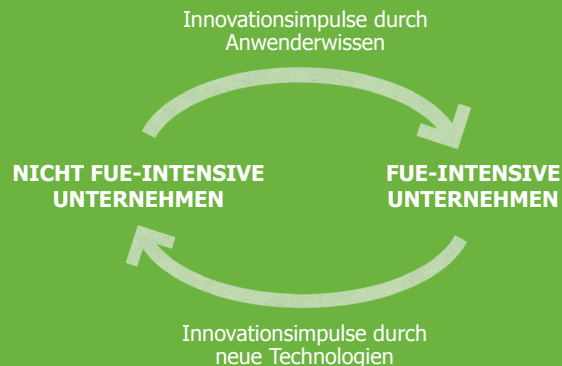 Innovationsimpulse durch
Anwenderwissen
NICHT FUE-INTENSIVE
UNTERNEHMEN
FUE-INTENSIVE
UNTERNEHMEN
Innovationsimpulse durch
neue Technologien